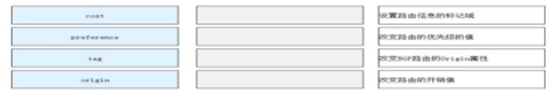 cost
设置路由信息的标记域
preference
改变路由的优先级的值
tag
改变BGP路由的Origin属性
origin
改变路由的开销值